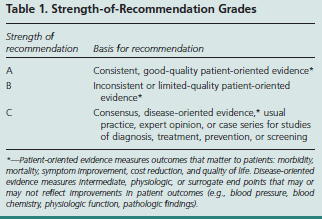 Table 1. Strength-of-Recommendation Grades
Strength of
recommendation Basis for recommendation
A Consistent, good-quality patient-oriented evidence*
B Inconsistent or limited-quality patient-oriented
evidence*
C Consensus, disease-oriented evidence,* usual
practice, expert opinion, or case series for studies
of diagnosis, treatment, prevention, or screening
*—Patient-oriented evidence measures outcomes that matter to patients: morbidity,
mortality, symptom improvement, cost reduction, and quality of life. Disease-oriented
evidence measures intermediate, physiologic, or surrogate end points that may or
may not reflect improvements in patient outcomes (e.g., blood pressure, blood
chemistry, physiologic function, pathologic findings).